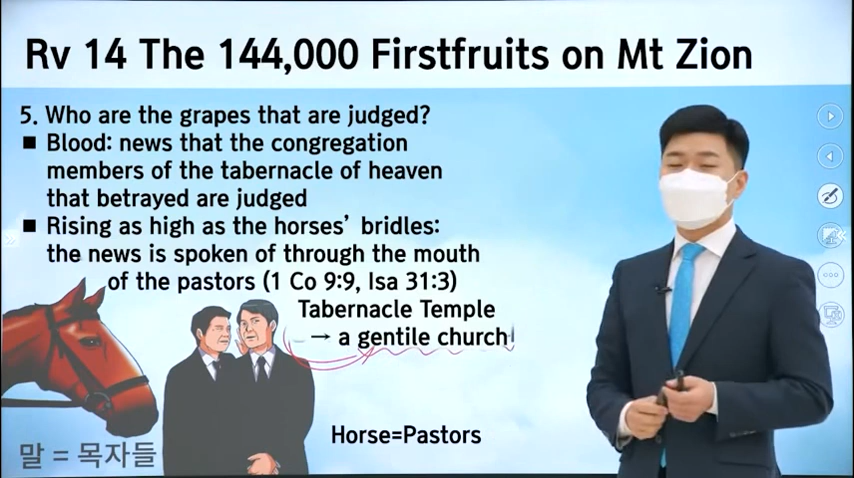 Rv 14 The 144,000 Firstfruits on Mt Zion
5. Who are the grapes that are judged?
■ Blood: news that the congregation
members of the tabernacle of heaven
that betrayed are judged
■ Rising as high as the horses’ bridles:
the news is spoken of through the mouth
of the pastors (1 Co 9:9, Isa 31:3)
Tabernacle Temple
→ a gentile church
Horse=Pastors
말 = 목자들